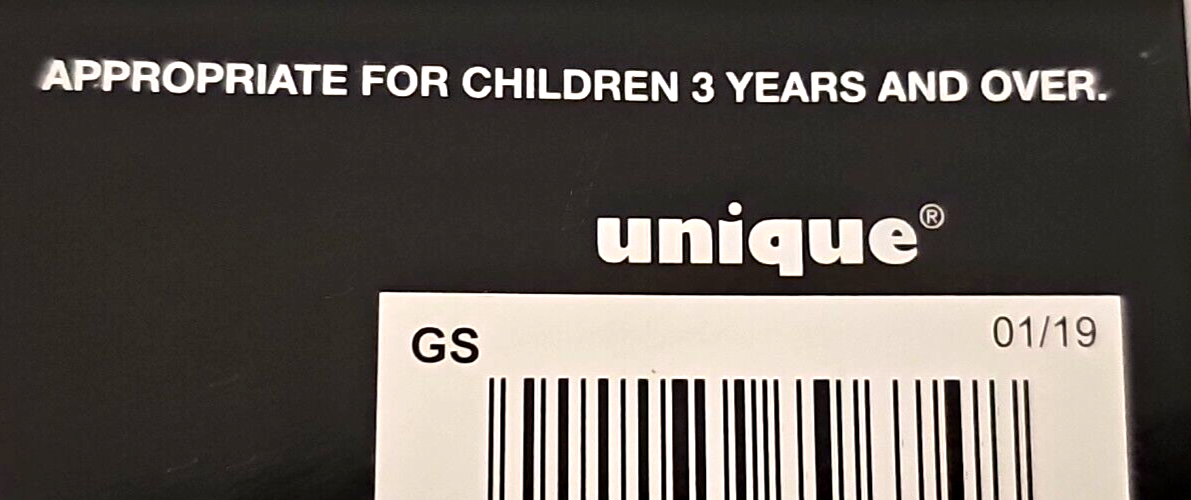 APPROPRIATE FOR CHILDREN 3 YEARS AND OVER.
unique®
GS 01/19